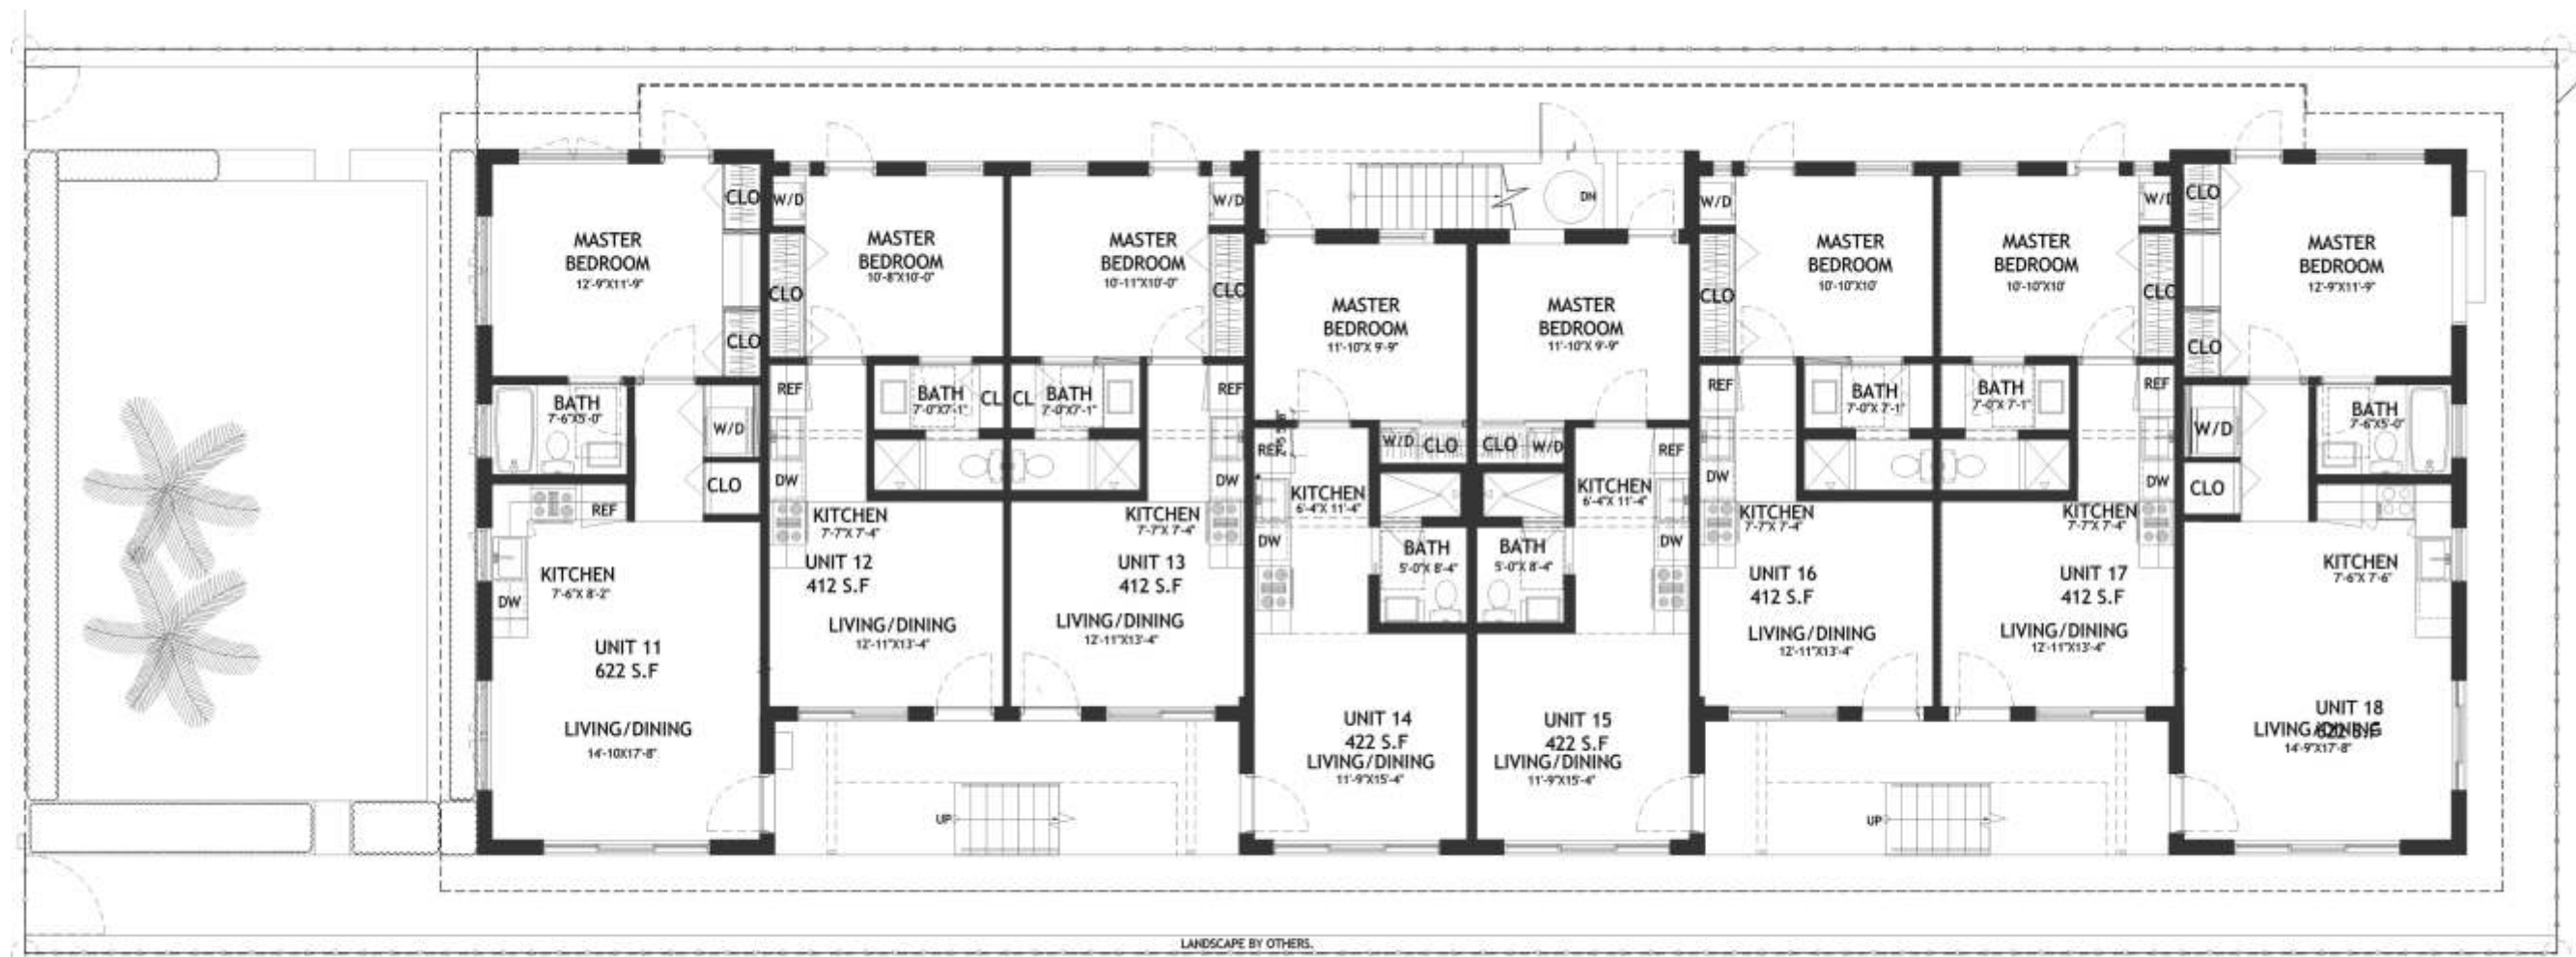 CLO
MASTER
BEDROOM
12'-9"X11'-9"
CLO
BATH
7'-6"X5'-0"
W/D
CLO
REF
KITCHEN
7'-6"X 8'-2"
DW
UNIT 11
622 S.F
LIVING/DINING
14'-10X17'-8"
W/D
MASTER
BEDROOM
10'-8"X10'-0"
CLO
REF
BATH
7'-0"X7'-1"
CL
DW
KITCHEN
7'-7"X 7'-4"
UNIT 12
412 S.F
LIVING/DINING
12'-11"X13'-4"
UP
W/D
MASTER
BEDROOM
10'-11"X10'-0"
CLO
CL
BATH
7'-0"X7'-1"
REF
DW
KITCHEN
7'-7"X 7'-4"
UNIT 13
412 S.F
LIVING/DINING
12'-11"X13'-4"
MASTER
BEDROOM
11'-10"X 9'-9"
REF
W/D
CLO
KITCHEN
6'-4"X 11'-4"
DW
BATH
5'-0"X 8'-4"
UNIT 14
422 S.F
LIVING/DINING
11'-9"X15'-4"
DN
MASTER
BEDROOM
11'-10"X 9'-9"
CLO
W/D
REF
KITCHEN
6'-4"X 11'-4"
DW
BATH
5'-0"X 8'-4"
UNIT 15
422 S.F
LIVING/DINING
11'-9"X15'-4"
W/D
MASTER
BEDROOM
10'-10"X10'
CLO
REF
BATH
7'-0"X 7'-1"
DW
KITCHEN
7'-7"X 7'-4"
UNIT 16
412 S.F
LIVING/DINING
12'-11"X13'-4"
UP
W/D
MASTER
BEDROOM
10'-10"X10'
CLO
BATH
7'-0"X 7'-1"
REF
DW
KITCHEN
7'-7"X 7'-4"
UNIT 17
412 S.F
LIVING/DINING
12'-11"X13'-4"
CLO
MASTER
BEDROOM
12'-9"X11'-9"
CLO
W/D
BATH
7'-6"X5'-0"
CLO
KITCHEN
7'-6"X 7'-6"
UNIT 18
LIVING/DINING
14'-9"X17'-8"
LANDSCAPE BY OTHERS.